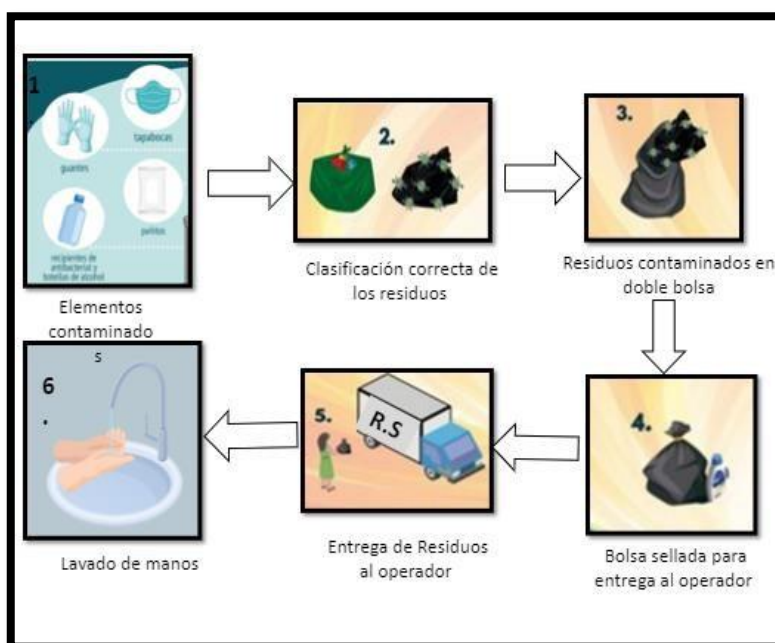 1
.
guantes
tapabocas
recipientes de
antibacterial y
botellas de alcohol
pañitos
Elementos
contaminado
s
2.
Clasificación correcta de
los residuos
3.
Residuos contaminados en
doble bolsa
4.
Bolsa sellada para
entrega al operador
5.
R.S
Entrega de Residuos
al operador
6
.
Lavado de manos